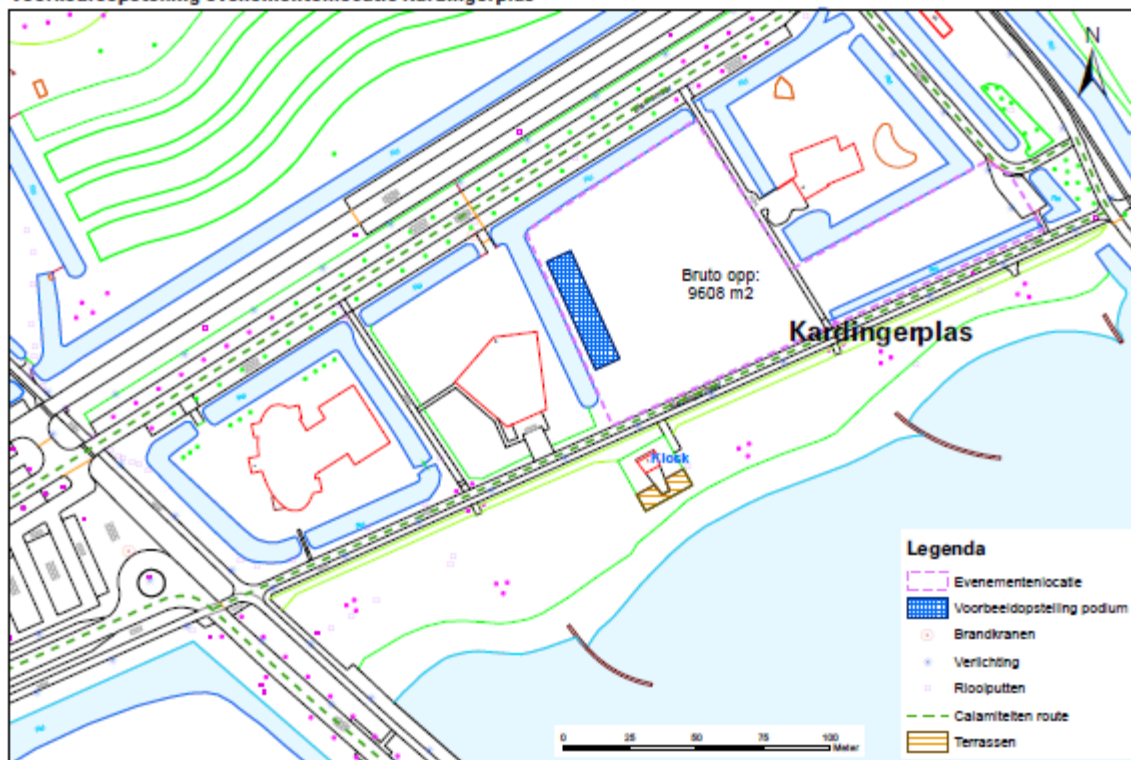 N
Bruto opp:
9608 m2
Kardingerplas
Kiosk
Legenda
Evenementenlocatie
Voorbeeldopstelling podium
Brandkranen
Verlichting
Rioolputten
Calamiteiten route
Terrassen
0 25 50 75 100
Meter